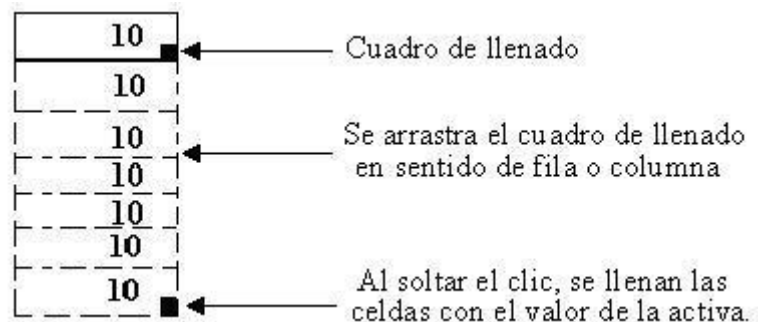 10
Cuadro de llenado
10
10
Se arrastra el cuadro de llenado
en sentido de fila o columna
10
10
10
10
Al soltar el clic, se llenan las
celdas con el valor de la activa.